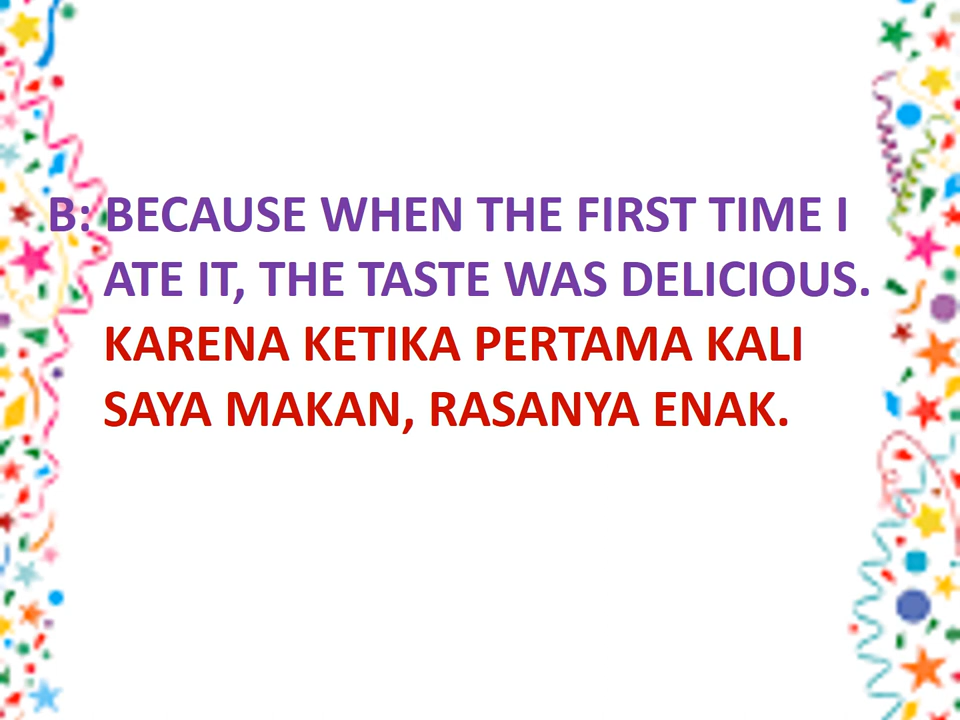 B: BECAUSE WHEN THE FIRST TIME I
ATE IT, THE TASTE WAS DELICIOUS.
KARENA KETIKA PERTAMA KALI
SAYA MAKAN, RASANYA ENAK.